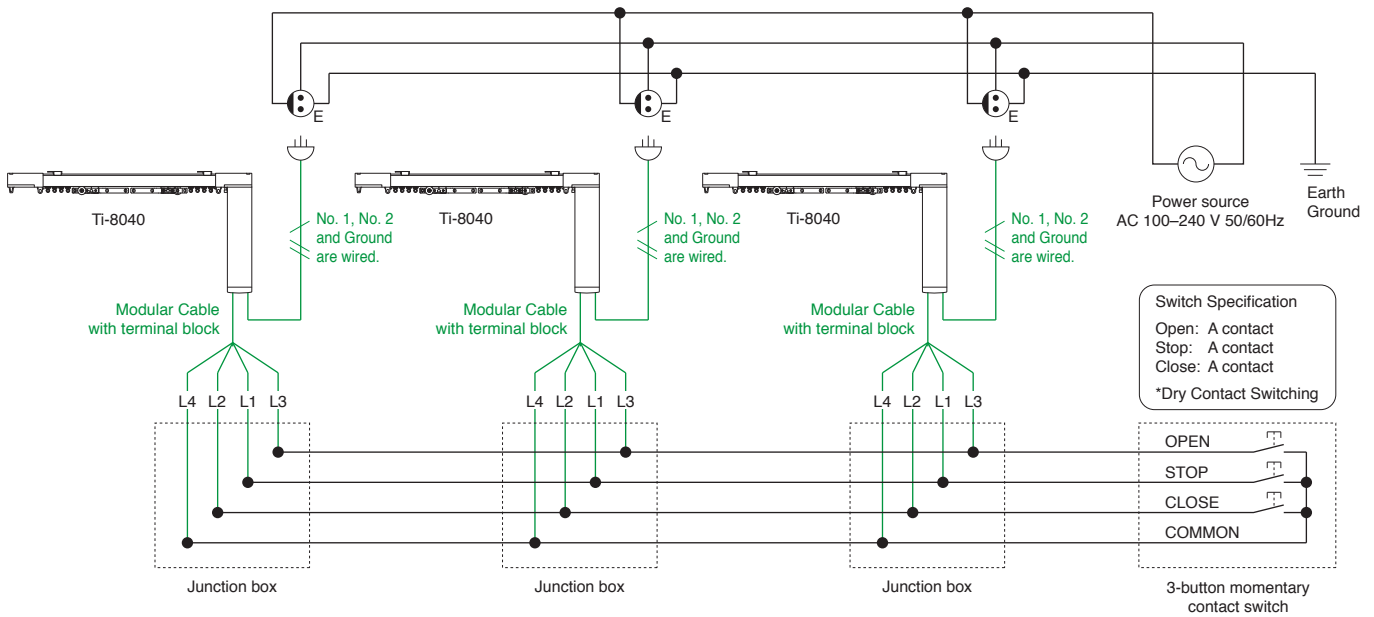 E
E
E
Ti-8040
No. 1, No. 2
and Ground
are wired.
Ti-8040
No. 1, No. 2
and Ground
are wired.
Ti-8040
No. 1, No. 2
and Ground
are wired.
Power source
AC 100–240 V 50/60Hz
Earth
Ground
Modular Cable
with terminal block
Modular Cable
with terminal block
Modular Cable
with terminal block
Switch Specification
Open: A contact
Stop: A contact
Close: A contact
*Dry Contact Switching
L4 L2 L1 L3
L4 L2 L1 L3
L4 L2 L1 L3
OPEN
STOP
CLOSE
COMMON
Junction box
Junction box
Junction box
3-button momentary
contact switch